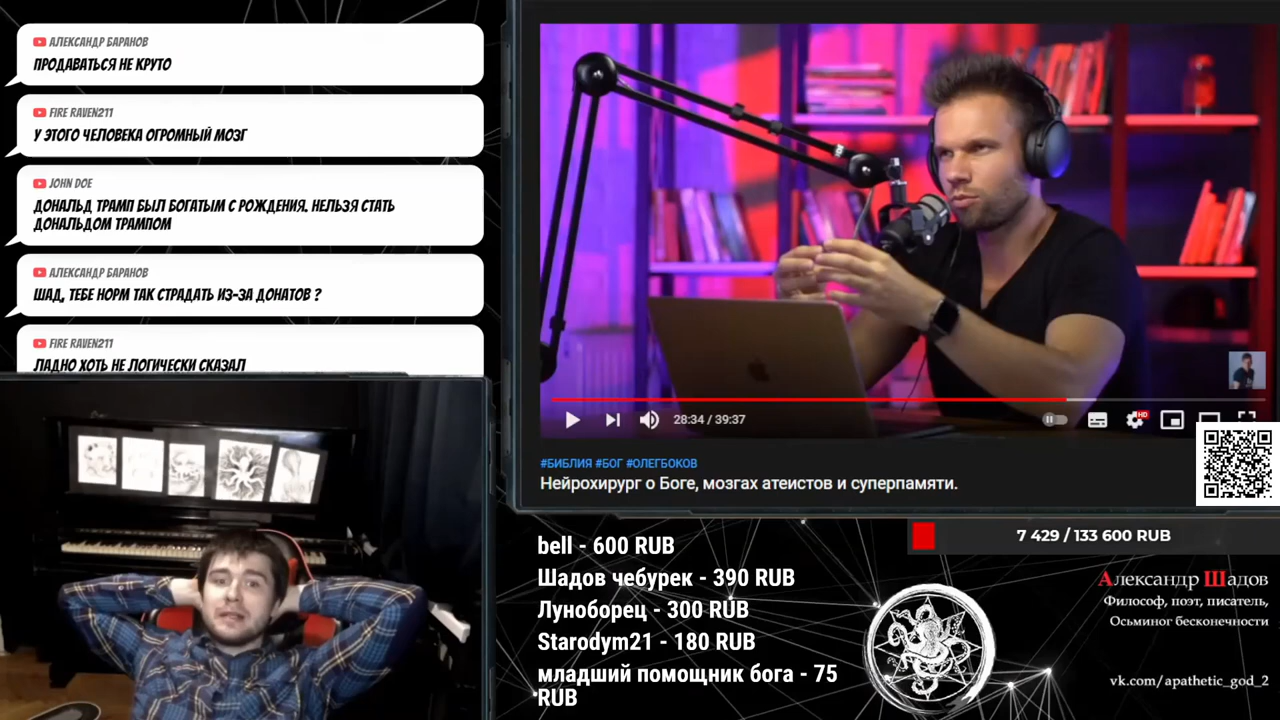 АЛЕКСАНДР БАРАНОВ
ПРОДАВАТЬСЯ НЕ КРУТО
FIRE RAVEN211
У ЭТОГО ЧЕЛОВЕКА ОГРОМНЫЙ МОЗГ
JOHN DOE
ДОНАЛЬД ТРАМП БЫЛ БОГАТЫМ С РОЖДЕНИЯ. НЕЛЬЗЯ СТАТЬ
ДОНАЛЬДОМ ТРАМПОМ
АЛЕКСАНДР БАРАНОВ
ШАД, ТЕБЕ НОРМ ТАК СТРАДАТЬ ИЗ-ЗА ДОНАТОВ ?
FIRE RAVEN211
ЛАДНО ХОТЬ НЕ ЛОГИЧЕСКИ СКАЗАЛ
28:34 / 39:37
HD
#БИБЛИЯ #БОГ #ОЛЕГБОКОВ
Нейрохирург о Боге, мозгах атеистов и суперпамяти.
bell - 600 RUB
Шадов чебурек - 390 RUB
Луноборец - 300 RUB
Starodym21 - 180 RUB
младший помощник бога - 75
RUB
7 429 / 133 600 RUB
Александр Шадов
Философ, поэт, писатель,
Осьминог бесконечности
vk.com/apathetic_god_2